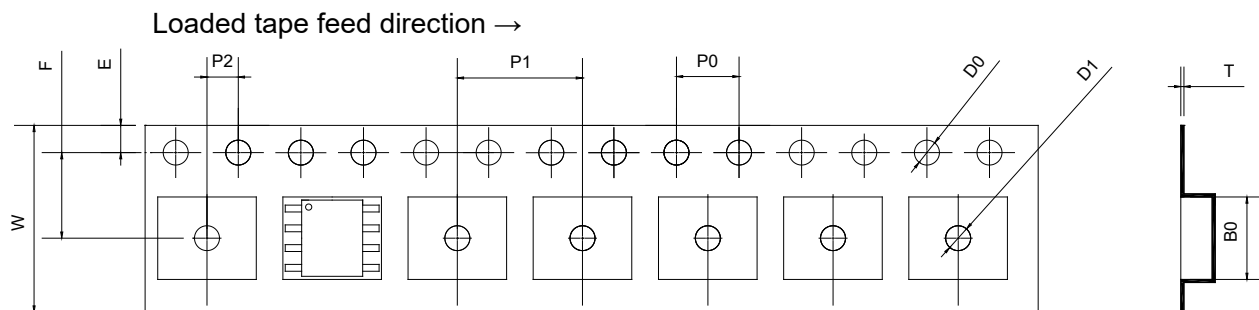 Loaded tape feed direction →
F
E
P2
P1
P0
D0
D1
T
W
B0